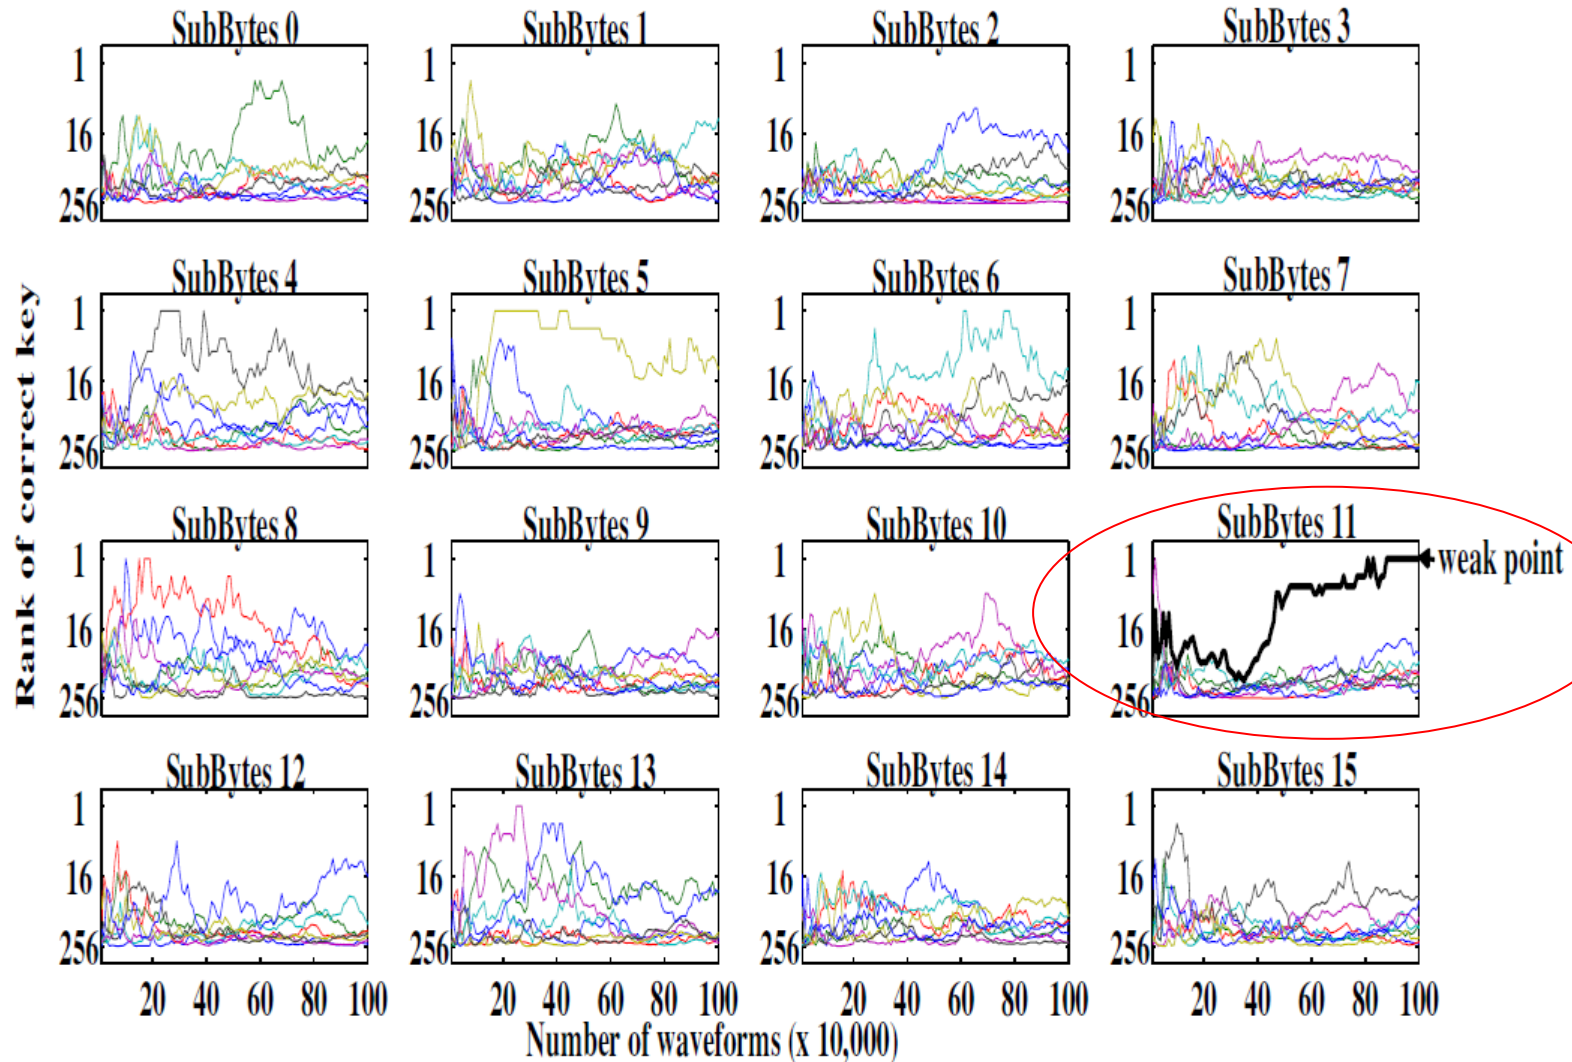 SubBytes 0 SubBytes 1 SubBytes 2 SubBytes 3
1 1 1 1
16 16 16 16
256 256 256 256
SubBytes 4 SubBytes 5 SubBytes 6 SubBytes 7
1 1 1 1
16 16 16 16
256 256 256 256
Rank of correct key
SubBytes 8 SubBytes 9 SubBytes 10 SubBytes 11
1 1 1 1 weak point
16 16 16 16
256 256 256 256
SubBytes 12 SubBytes 13 SubBytes 14 SubBytes 15
1 1 1 1
16 16 16 16
256 256 256 256
20 40 60 80 100 20 40 60 80 100 20 40 60 80 100 20 40 60 80 100
Number of waveforms (x 10,000)